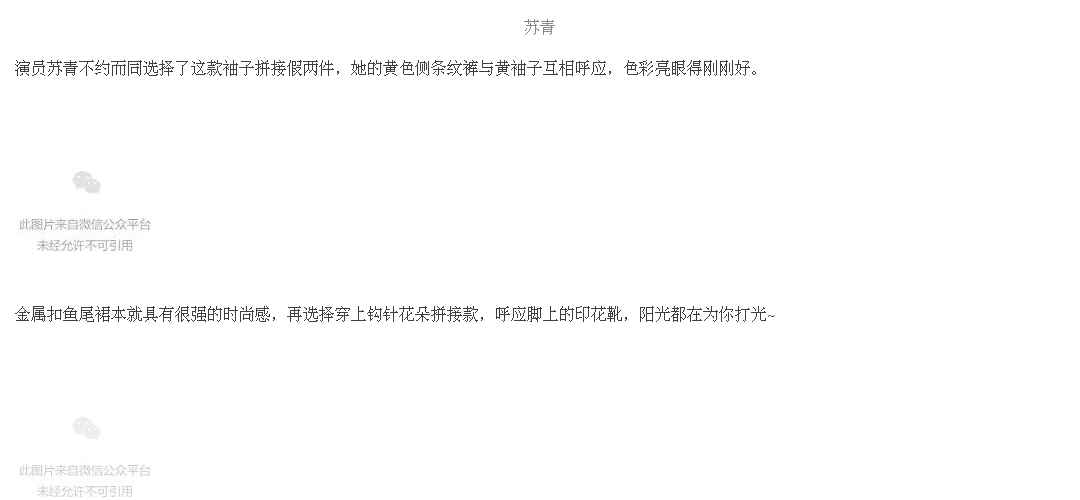 苏青
演员苏青不约而同选择了这款袖子拼接假两件，她的黄色侧条纹裤与黄袖子互相呼应，色彩亮眼得刚刚好。
此图片来自微信公众平台
未经允许不可引用
金属扣鱼尾裙本就具有很强的时尚感，再选择穿上钩针花朵拼接款，呼应脚上的印花靴，阳光都在为你打光~
此图片来自微信公众平台
未经允许不可引用